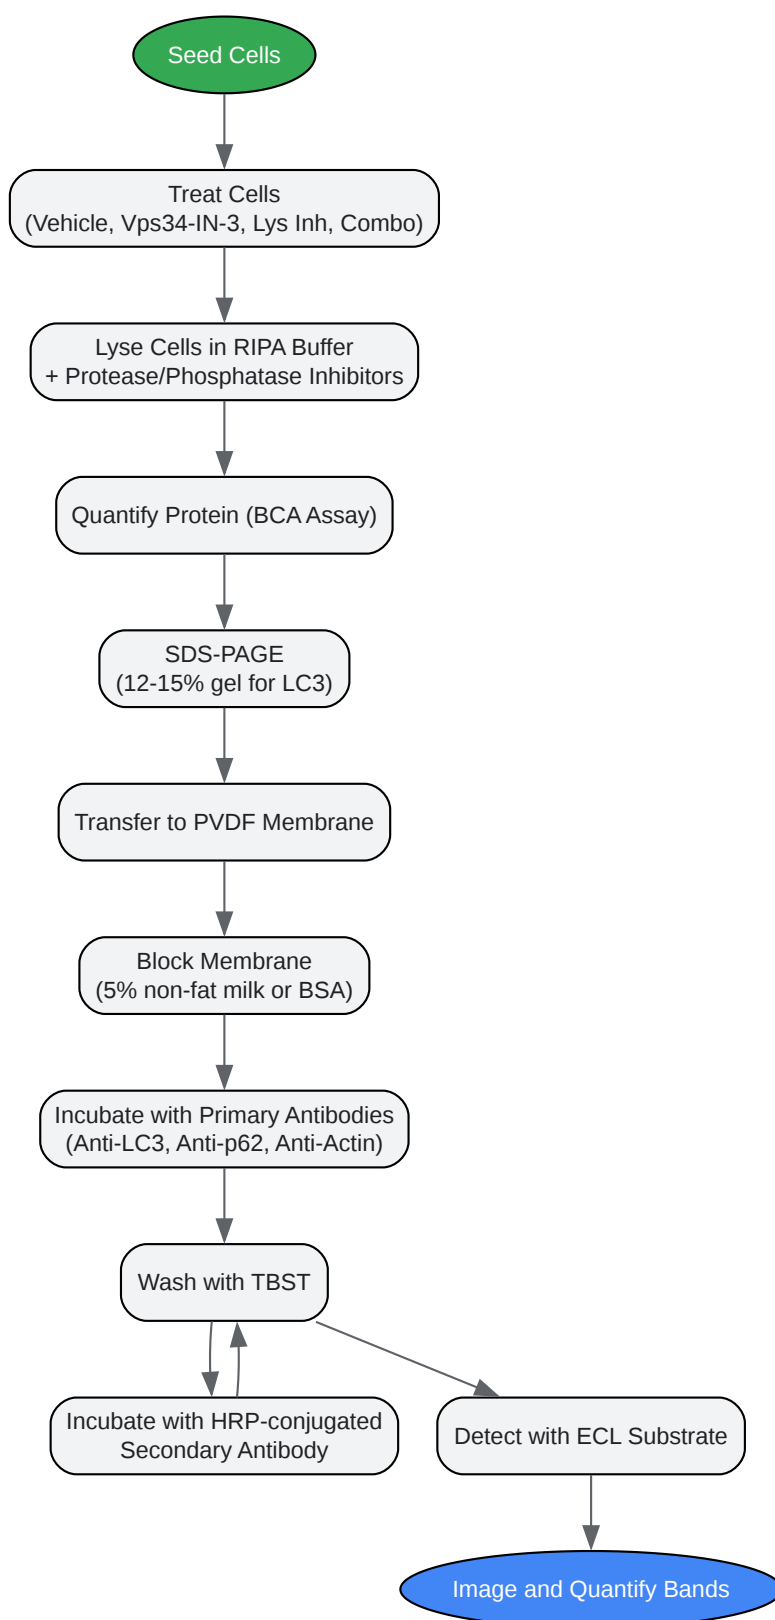 Seed Cells
Treat Cells
(Vehicle, Vps34-IN-3, Lys Inh, Combo)
Lyse Cells in RIPA Buffer
+ Protease/Phosphatase Inhibitors
Quantify Protein (BCA Assay)
SDS-PAGE
(12-15% gel for LC3)
Transfer to PVDF Membrane
Block Membrane
(5% non-fat milk or BSA)
Incubate with Primary Antibodies
(Anti-LC3, Anti-p62, Anti-Actin)
Wash with TBST
Incubate with HRP-conjugated
Secondary Antibody
Detect with ECL Substrate
Image and Quantify Bands